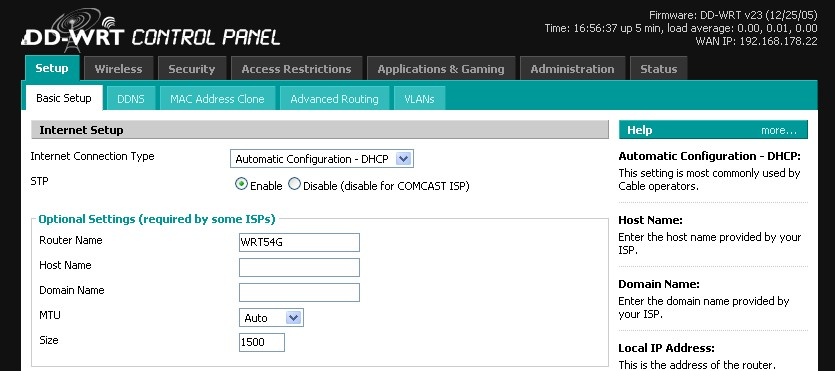 Firmware: DD-WRT v23 (12/25/05)
DD-WRT CONTROL PANEL
Time: 16:56:37 up 5 min, load average: 0.00, 0.01, 0.00
WAN IP: 192.168.178.22
Setup Wireless Security Access Restrictions Applications & Gaming Administration Status
Basic Setup DDNS MAC Address Clone Advanced Routing VLANs
Internet Setup
Internet Connection Type Automatic Configuration - DHCP
STP Enable Disable (disable for COMCAST ISP)
Optional Settings (required by some ISPs)
Router Name WRT54G
Host Name
Domain Name
MTU Auto
Size 1500
Help more...
Automatic Configuration - DHCP:
This setting is most commonly used by
Cable operators.
Host Name:
Enter the host name provided by your
ISP.
Domain Name:
Enter the domain name provided by
your ISP.
Local IP Address:
This is the address of the router.